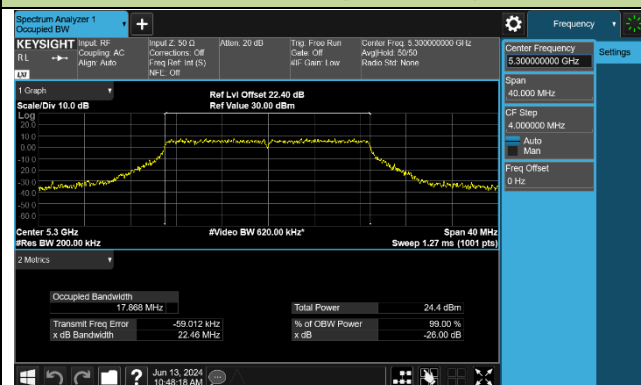 Spectrum Analyzer 1
Occupied BW
Frequency
KEYSIGHT
RL
LXI
Input: RF
Coupling: AC
Align: Auto
Input Z: 50 Ω
Corrections: Off
Freq Ref: Int (S)
NFE: Off
Atten: 20 dB
Trig: Free Run
Gate: Off
#IF Gain: Low
Center Freq: 5.300000000 GHz
Avg|Hold: 50/50
Radio Std: None
Center Frequency
5.300000000 GHz
Settings
Span
40.000 MHz
CF Step
4.000000 MHz
Auto
Man
Freq Offset
0 Hz
1 Graph
Scale/Div 10.0 dB
Ref Lvl Offset 22.40 dB
Ref Value 30.00 dBm
Log
20.0
10.0
0.00
-10.0
-20.0
-30.0
-40.0
-50.0
-60.0
Center 5.3 GHz
#Res BW 200.00 kHz
#Video BW 620.00 kHz*
Span 40 MHz
Sweep 1.27 ms (1001 pts)
2 Metrics
Occupied Bandwidth
17.868 MHz
Total Power 24.4 dBm
Transmit Freq Error -59.012 kHz
% of OBW Power 99.00 %
x dB Bandwidth 22.46 MHz
x dB -26.00 dB
?
Jun 13, 2024
10:48:18 AM